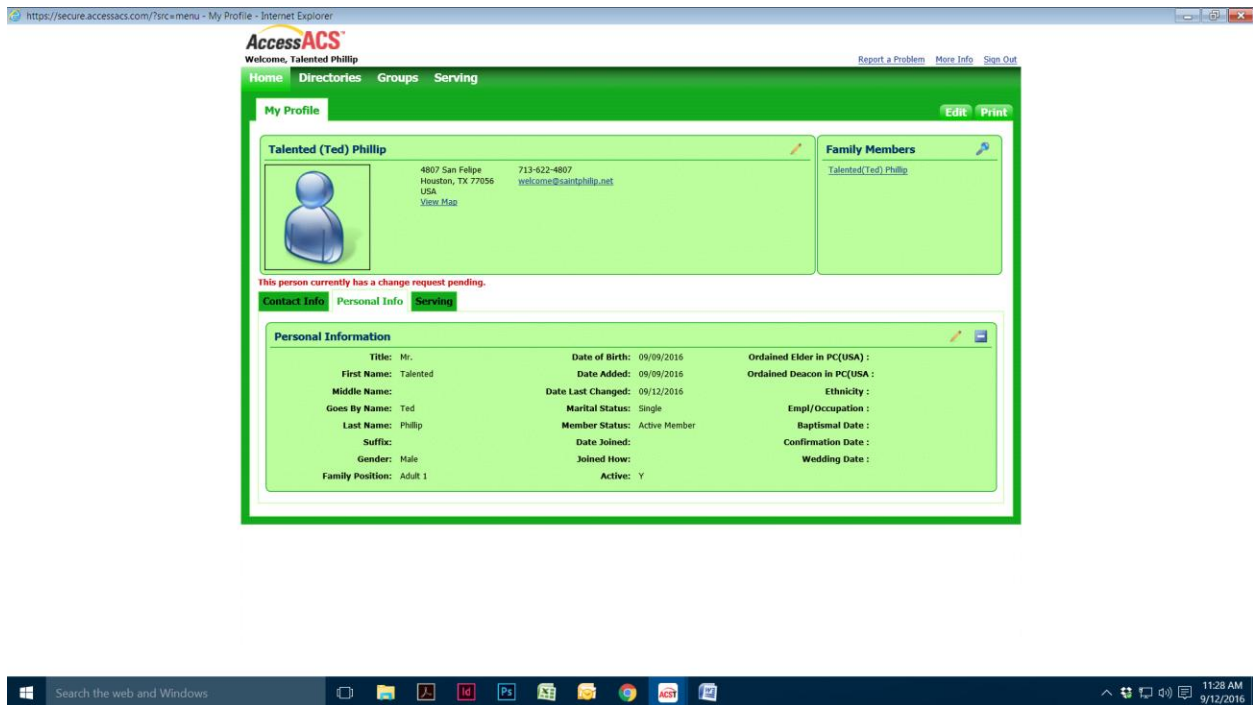 https://secure.accessacs.com/?src=menu - My Profile - Internet Explorer
AccessACS™
Welcome, Talented Phillip
Report a Problem More Info Sign Out
Home Directories Groups Serving
My Profile
Edit Print
Talented (Ted) Phillip
4807 San Felipe
Houston, TX 77056
USA
View Map
713-622-4807
welcome@saintphilip.net
Family Members
Talented(Ted) Phillip
This person currently has a change request pending.
Contact Info Personal Info Serving
Personal Information
Title: Mr. Date of Birth: 09/09/2016 Ordained Elder in PC(USA) :
First Name: Talented Date Added: 09/09/2016 Ordained Deacon in PC(USA :
Middle Name: Date Last Changed: 09/12/2016 Ethnicity :
Goes By Name: Ted Marital Status: Single Empl/Occupation :
Last Name: Phillip Member Status: Active Member Baptismal Date :
Suffix: Date Joined: Confirmation Date :
Gender: Male Joined How: Wedding Date :
Family Position: Adult 1 Active: Y
Search the web and Windows
Id
Ps
ACST
11:28 AM
9/12/2016